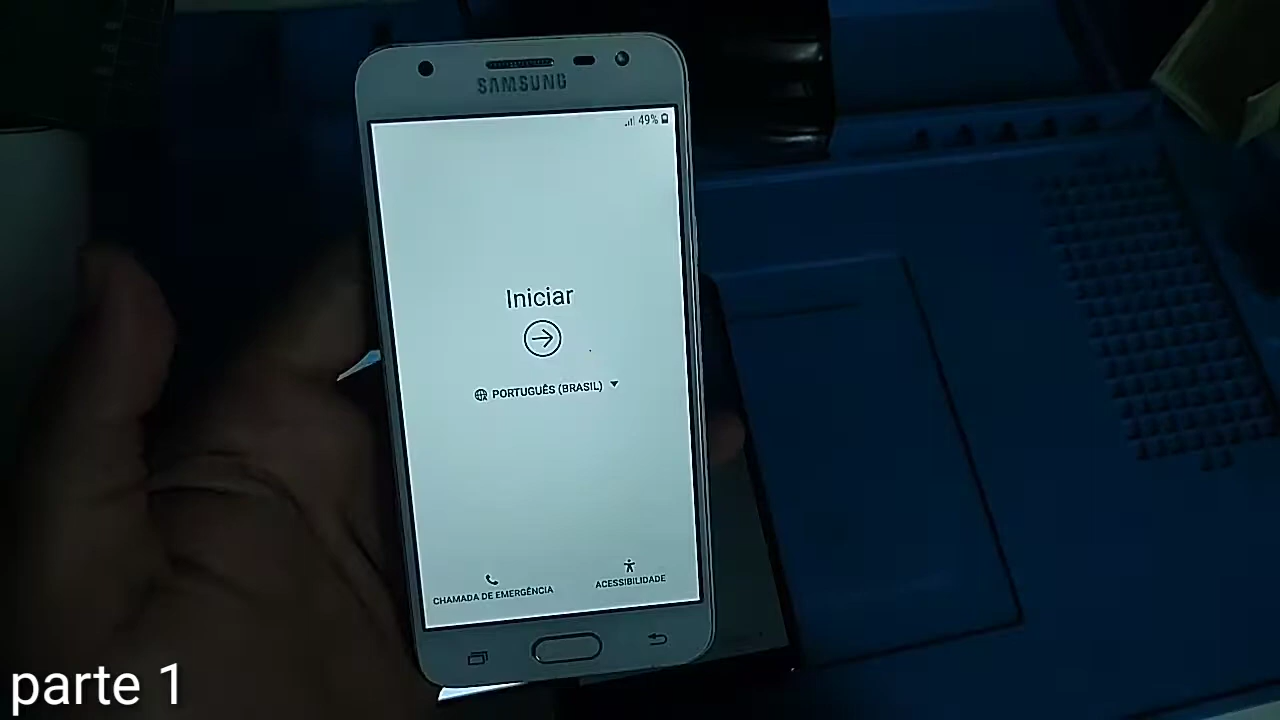 SAMSUNG
49%
Iniciar
PORTUGUÊS (BRASIL)
CHAMADA DE EMERGÊNCIA
ACESSIBILIDADE
parte 1